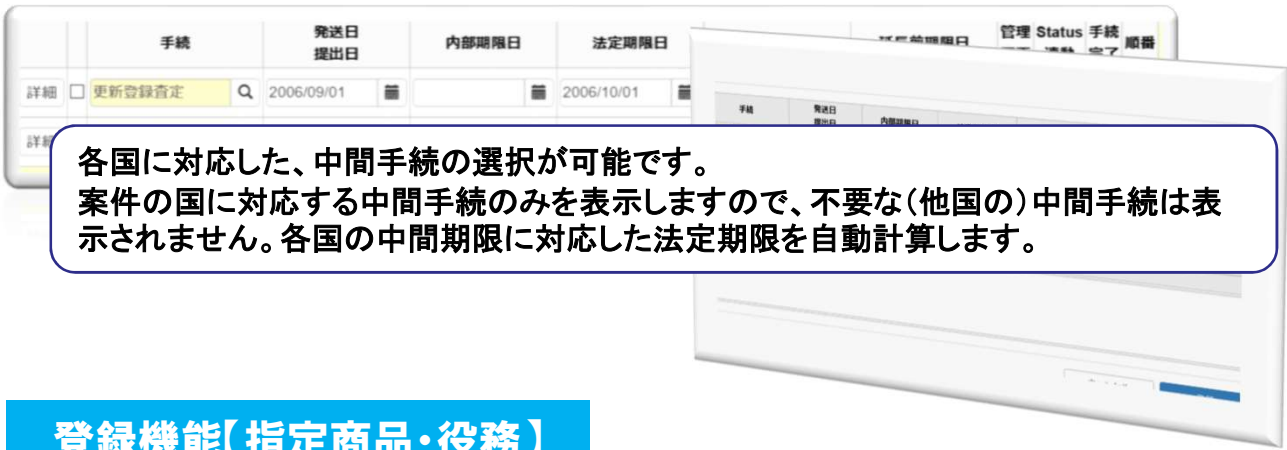 手続
発送日
提出日
内部期限日
法定期限日
管理
Status
手続
順番
詳細
更新登録査定
2006/09/01
2006/10/01
手続
発送日
内部期限日
各国に対応した、中間手続の選択が可能です。
案件の国に対応する中間手続のみを表示しますので、不要な(他国の)中間手続は表
示されません。各国の中間期限に対応した法定期限を自動計算します。
登録機能【指定商品・役務】